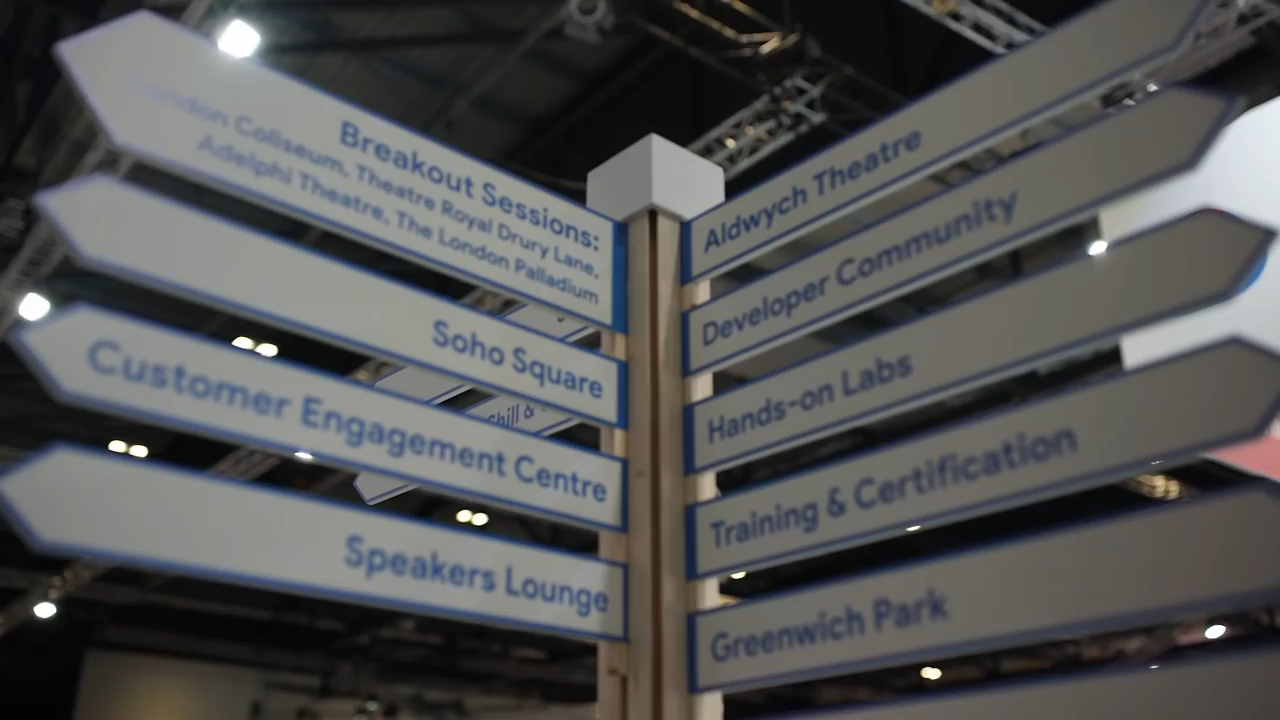 Breakout Sessions:
London Coliseum, Theatre Royal Drury Lane,
Adelphi Theatre, The London Palladium
Soho Square
Customer Engagement Centre
Speakers Lounge
Chill &
Aldwych Theatre
Developer Community
Hands-on Labs
Training & Certification
Greenwich Park